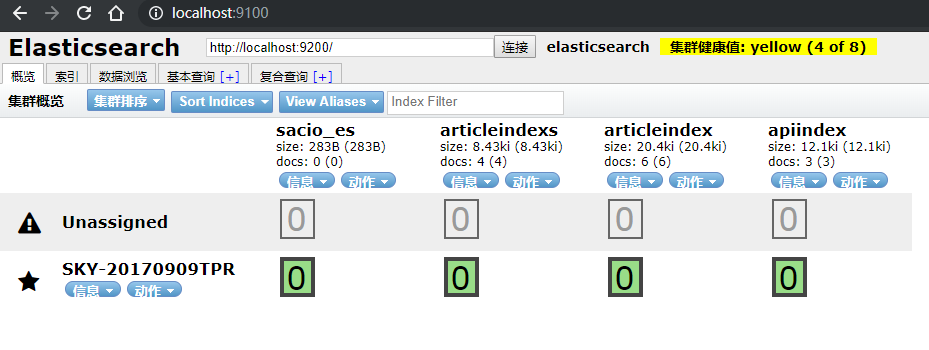 localhost:9100
Elasticsearch http://localhost:9200/ 连接 elasticsearch 集群健康值: yellow (4 of 8)
概览 索引 数据浏览 基本查询 [+] 复合查询 [+]
集群概览 集群排序 Sort Indices View Aliases Index Filter
sacio_es articleindexs articleindex apiindex
size: 283B (283B) size: 8.43ki (8.43ki) size: 20.4ki (20.4ki) size: 12.1ki (12.1ki)
docs: 0 (0) docs: 4 (4) docs: 6 (6) docs: 3 (3)
信息 动作 信息 动作 信息 动作 信息 动作
Unassigned 0 0 0 0
SKY-20170909TPR 0 0 0 0
信息 动作